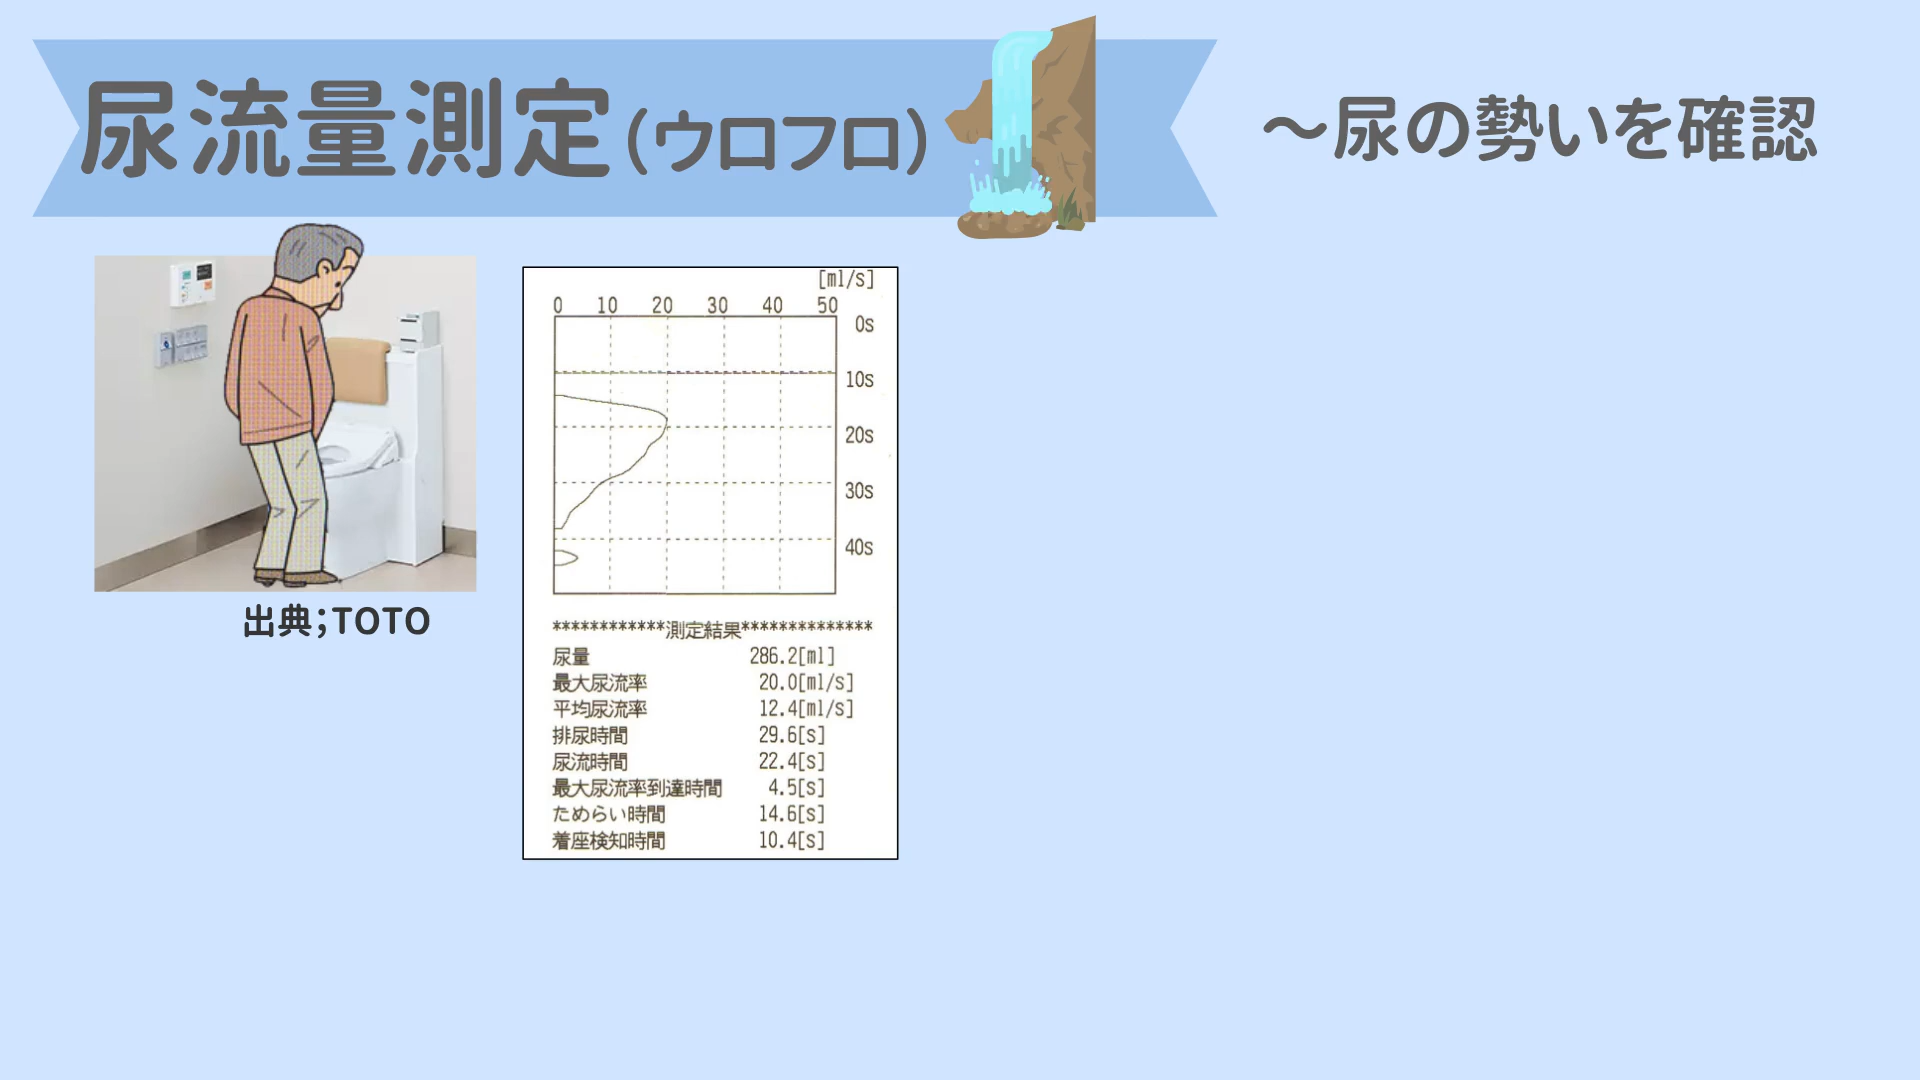 尿流量測定(ウロフロ)
～尿の勢いを確認
出典;TOTO
[ml/s]
0 10 20 30 40 50
0s
10s
20s
30s
40s
************測定結果**************
尿量 286.2[ml]
最大尿流率 20.0[ml/s]
平均尿流率 12.4[ml/s]
排尿時間 29.6[s]
尿流時間 22.4[s]
最大尿流率到達時間 4.5[s]
ためらい時間 14.6[s]
着座検知時間 10.4[s]